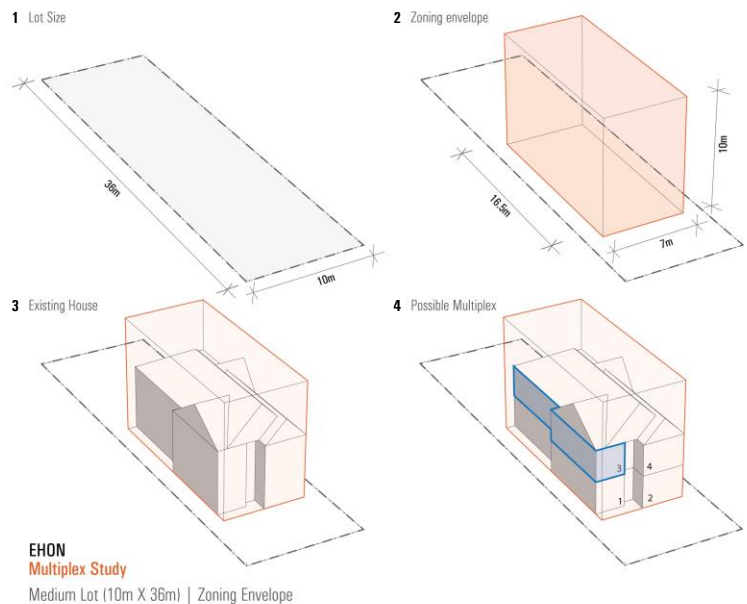 1 Lot Size
36m
10m
2 Zoning envelope
10m
16.5m
7m
3 Existing House
4 Possible Multiplex
3
4
1
2
EHON
Multiplex Study
Medium Lot (10m X 36m) | Zoning Envelope